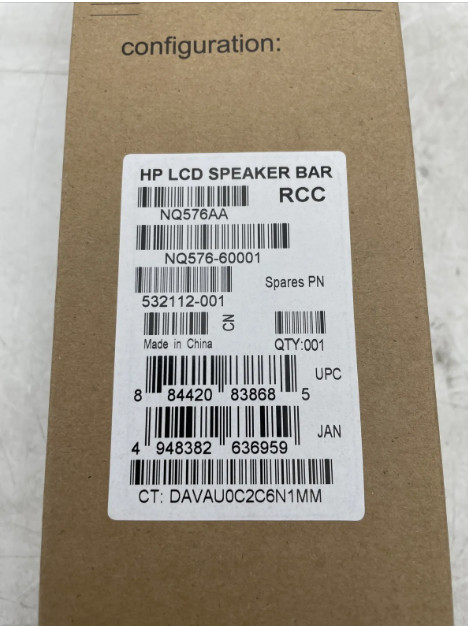 configuration:
HP LCD SPEAKER BAR
RCC
NQ576AA
NQ576-60001
Spares PN
532112-001
CN
Made in China
QTY:001
UPC
8 84420 83868 5
JAN
4 948382 636959
CT: DAVAU0C2C6N1MM